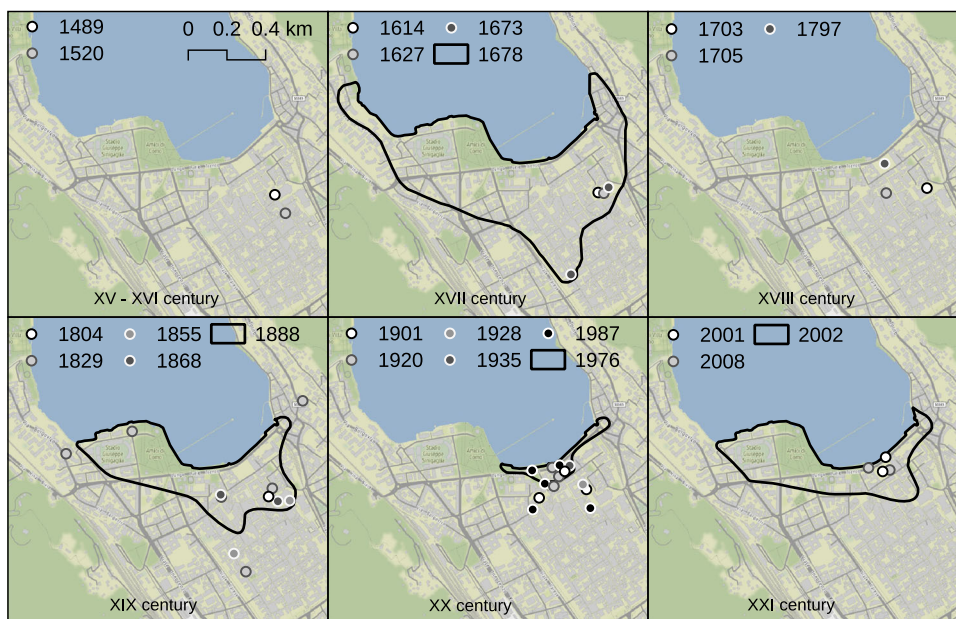 1489
1520
0 0.2 0.4 km
XV - XVI century
1614 1673
1627 1678
XVII century
1703 1797
1705
XVIII century
1804 1855 1888
1829 1868
XIX century
1901 1928 1987
1920 1935 1976
XX century
2001 2002
2008
XXI century